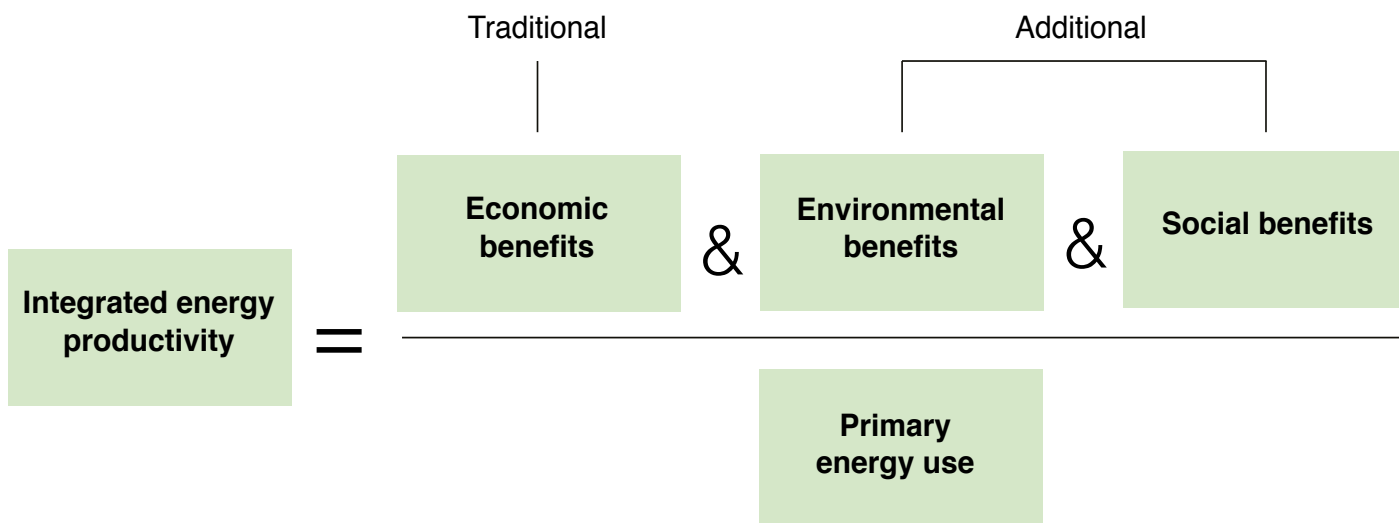 Traditional
Additional
Economic
benefits
&
Environmental
benefits
&
Social benefits
Integrated energy
productivity
=
Primary
energy use